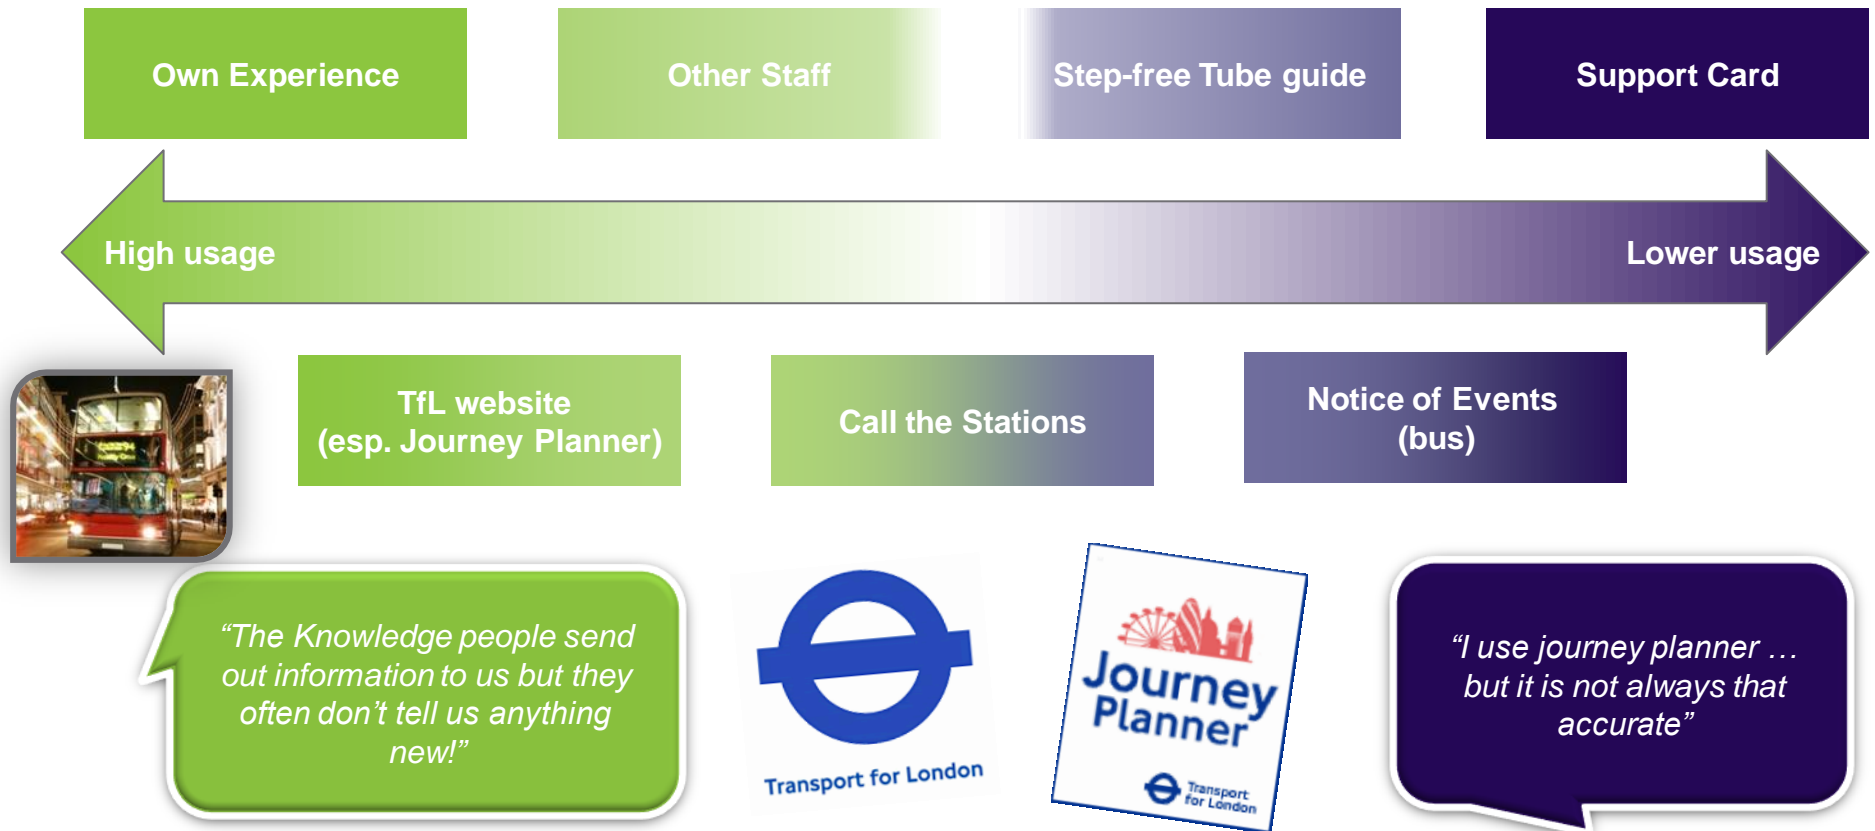 Own Experience
Other Staff
Step-free Tube guide
Support Card
High usage
Lower usage
TfL website
(esp. Journey Planner)
Call the Stations
Notice of Events
(bus)
“The Knowledge people send
out information to us but they
often don’t tell us anything
new!”
Transport for London
Journey
Planner
Transport
for London
“I use journey planner …
but it is not always that
accurate”